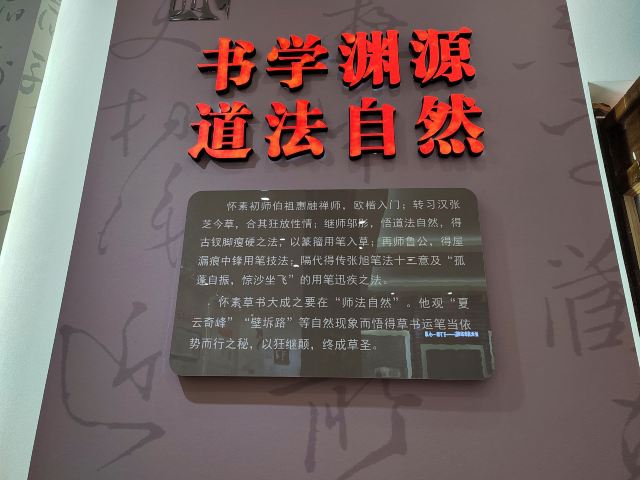 书学渊源
道法自然
怀素初师伯祖惠融禅师，欧楷入门；转习汉张
芝今草，合其狂放性情；继师邬彤，悟道法自然，得
古钗脚瘦硬之法，以篆籀用笔入草；再师鲁公，得屋
漏痕中锋用笔技法；隔代得传张旭笔法十二意及“孤
蓬自振，惊沙坐飞”的用笔迅疾之法。
怀素草书大成之要在“师法自然”。他观“夏
云奇峰”“壁坼路”等自然现象而悟得草书运笔当依
势而行之秘，以狂继颠，终成草圣。